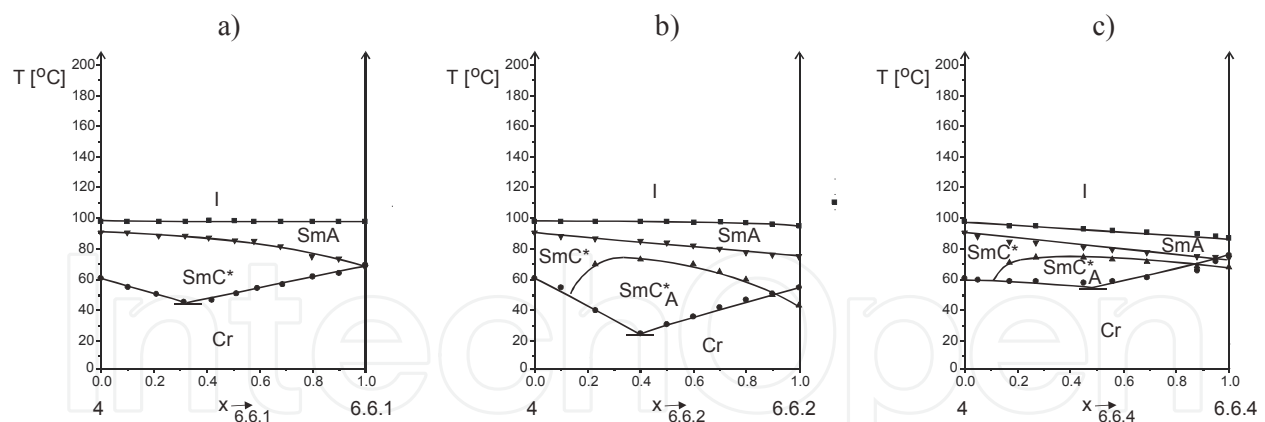 a)
T [°C]
200
180
160
140
120
100
80
60
40
20
0
I
SmA
SmC*
Cr
0.0 0.2 0.4 0.6 0.8 1.0
4 x → 6.6.1 6.6.1
b)
T [°C]
200
180
160
140
120
100
80
60
40
20
0
I
SmA
SmC*
SmC*A
Cr
0.0 0.2 0.4 0.6 0.8 1.0
4 x → 6.6.2 6.6.2
c)
T [°C]
200
180
160
140
120
100
80
60
40
20
0
I
SmA
SmC*
SmC*A
Cr
0.0 0.2 0.4 0.6 0.8 1.0
4 x → 6.6.4 6.6.4
IntechOpen